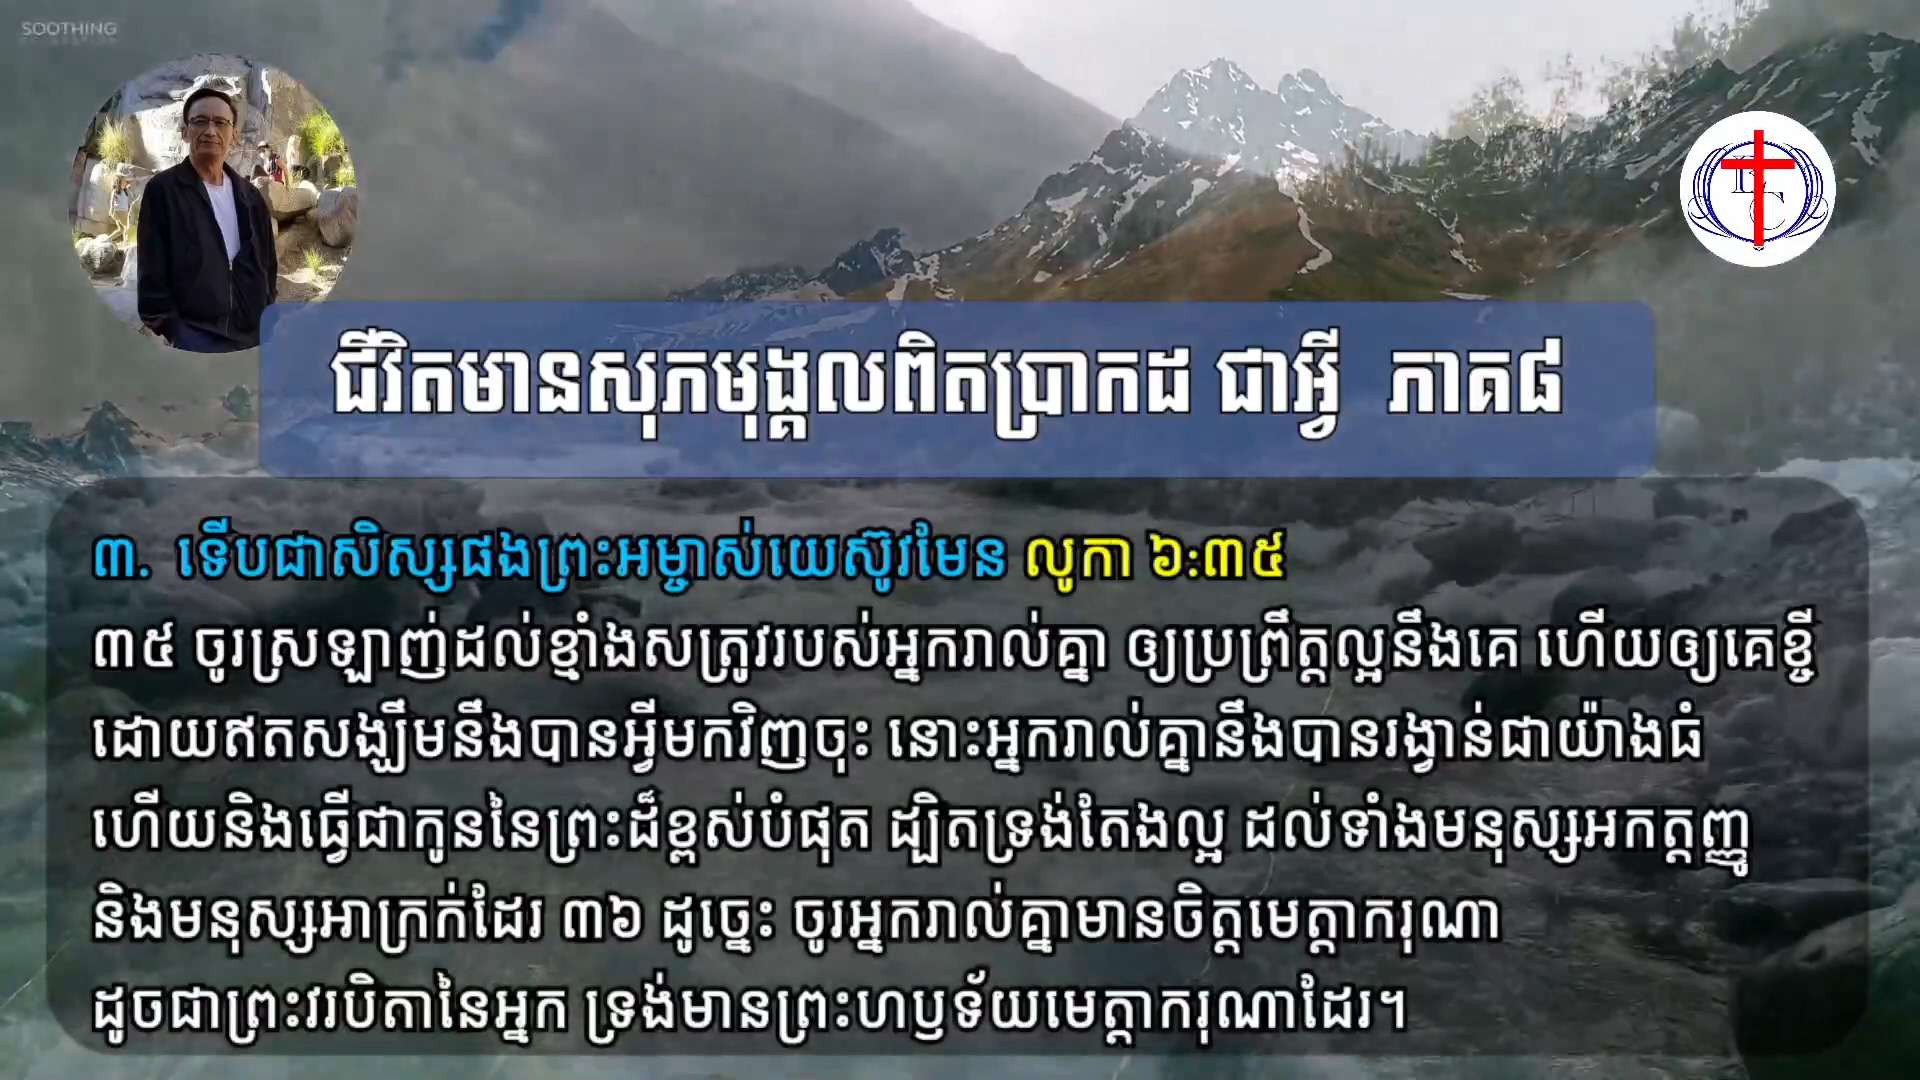 SOOTHING
ជីវិតមានសុភមុង្គលពិតប្រាកដ ជាអ្វី ភាគ៨
៣. ទើបជាសិស្សផងព្រះអម្ចាស់យេស៊ូវមែន លូកា ៦:៣៥
៣៥ ចូរស្រឡាញ់ដល់ខ្មាំងសត្រូវរបស់អ្នករាល់គ្នា ឲ្យប្រព្រឹត្តល្អនឹងគេ ហើយឲ្យគេខ្ចី
ដោយឥតសង្ឃឹមនឹងបានអ្វីមកវិញចុះ នោះអ្នករាល់គ្នានឹងបានរង្វាន់ជាយ៉ាងធំ
ហើយនិងធ្វើជាកូននៃព្រះដ៏ខ្ពស់បំផុត ដ្បិតទ្រង់តែងល្អ ដល់ទាំងមនុស្សអកត្តញ្ញូ
និងមនុស្សអាក្រក់ដែរ ៣៦ ដូច្នេះ ចូរអ្នករាល់គ្នាមានចិត្តមេត្តាករុណា
ដូចជាព្រះវរបិតានៃអ្នក ទ្រង់មានព្រះហឫទ័យមេត្តាករុណាដែរ។